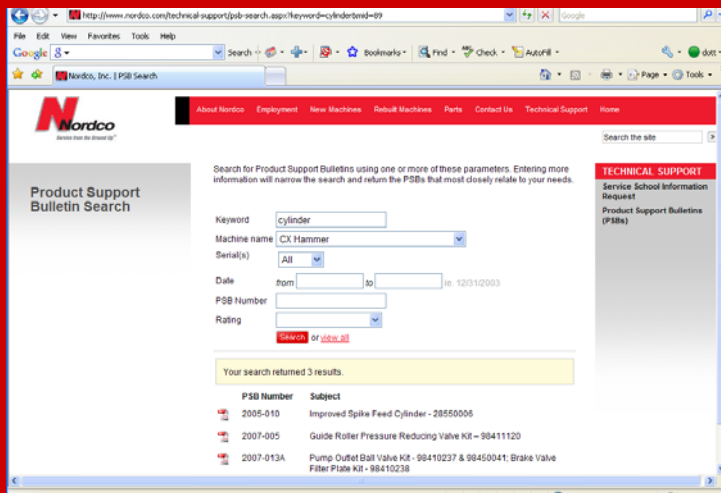 http://www.nordco.com/technical-support/psb-search.aspx?keyword=cylinder&mid=89
Google
File Edit View Favorites Tools Help
Google
Search
Bookmarks
Find
Check
AutoFill
dott
Nordco, Inc. | PSB Search
Page Tools
Nordco
Service from the Ground Up™
About Nordco Employment New Machines Rebuilt Machines Parts Contact Us Technical Support Home
Search the site
Product Support
Bulletin Search
Search for Product Support Bulletins using one or more of these parameters. Entering more
information will narrow the search and return the PSBs that most closely relate to your needs.
Keyword cylinder
Machine name CX Hammer
Serial(s) All
Date from to ie. 12/31/2003
PSB Number
Rating
Search or view all
Your search returned 3 results.
PSB Number Subject
2005-010 Improved Spike Feed Cylinder - 28550006
2007-005 Guide Roller Pressure Reducing Valve Kit – 98411120
2007-013A Pump Outlet Ball Valve Kit - 98410237 & 98450041; Brake Valve
Filter Plate Kit - 98410238
TECHNICAL SUPPORT
Service School Information
Request
Product Support Bulletins
(PSBs)